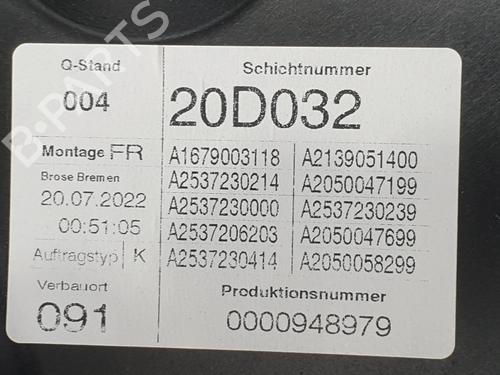 Q-Stand
004
Schichtnummer
20D032
Montage FR
Brose Bremen
20.07.2022
00:51:05
Auftragstyp K
Verbauort
091
A1679003118 A2139051400
A2537230214 A2050047199
A2537230000 A2537230239
A2537206203 A2050047699
A2537230414 A2050058299
Produktionsnummer
0000948979
B-PARTS